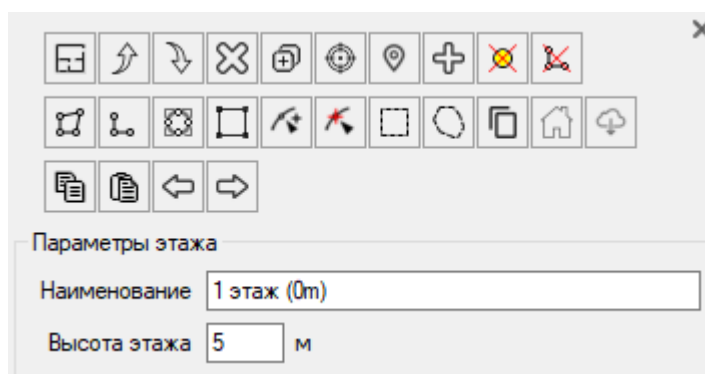 Параметры этажа
Наименование 1 этаж (0m)
Высота этажа 5 м